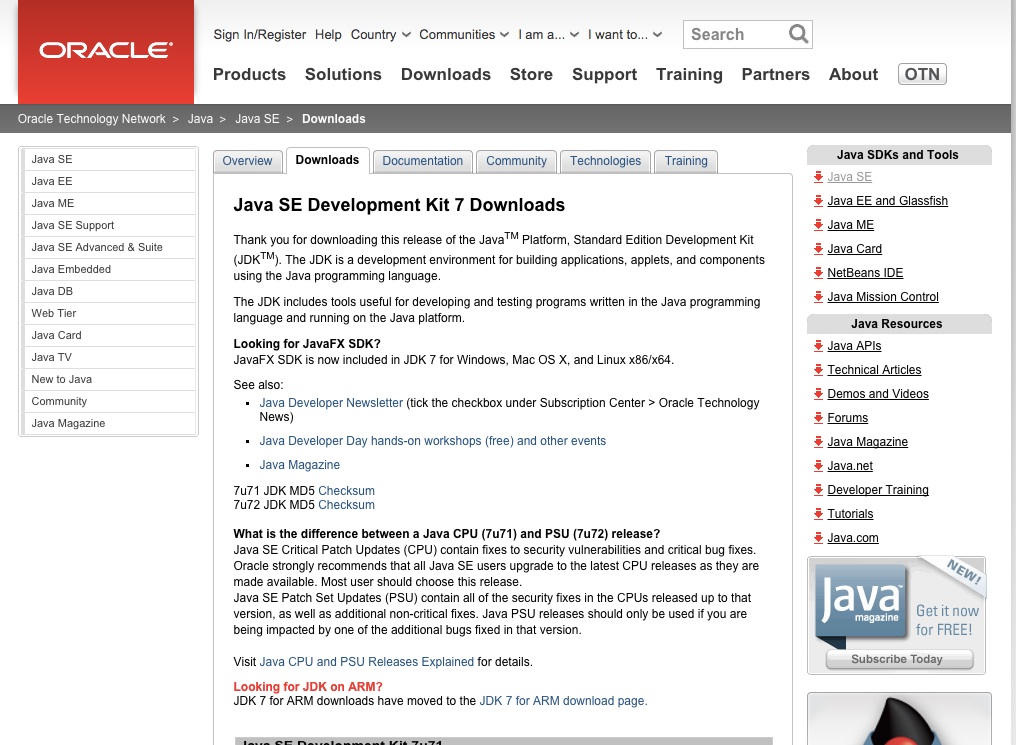 ORACLE
Sign In/Register Help Country Communities I am a... I want to... Search
Products Solutions Downloads Store Support Training Partners About OTN
Oracle Technology Network > Java > Java SE > Downloads
Java SE
Java EE
Java ME
Java SE Support
Java SE Advanced & Suite
Java Embedded
Java DB
Web Tier
Java Card
Java TV
New to Java
Community
Java Magazine
Overview Downloads Documentation Community Technologies Training
Java SE Development Kit 7 Downloads
Thank you for downloading this release of the Java™ Platform, Standard Edition Development Kit
(JDK™). The JDK is a development environment for building applications, applets, and components
using the Java programming language.
The JDK includes tools useful for developing and testing programs written in the Java programming
language and running on the Java platform.
Looking for JavaFX SDK?
JavaFX SDK is now included in JDK 7 for Windows, Mac OS X, and Linux x86/x64.
See also:
Java Developer Newsletter (tick the checkbox under Subscription Center > Oracle Technology
News)
Java Developer Day hands-on workshops (free) and other events
Java Magazine
7u71 JDK MD5 Checksum
7u72 JDK MD5 Checksum
What is the difference between a Java CPU (7u71) and PSU (7u72) release?
Java SE Critical Patch Updates (CPU) contain fixes to security vulnerabilities and critical bug fixes.
Oracle strongly recommends that all Java SE users upgrade to the latest CPU releases as they are
made available. Most user should choose this release.
Java SE Patch Set Updates (PSU) contain all of the security fixes in the CPUs released up to that
version, as well as additional non-critical fixes. Java PSU releases should only be used if you are
being impacted by one of the additional bugs fixed in that version.
Visit Java CPU and PSU Releases Explained for details.
Looking for JDK on ARM?
JDK 7 for ARM downloads have moved to the JDK 7 for ARM download page.
Java SE Development Kit 7u71
Java SDKs and Tools
Java SE
Java EE and Glassfish
Java ME
Java Card
NetBeans IDE
Java Mission Control
Java Resources
Java APIs
Technical Articles
Demos and Videos
Forums
Java Magazine
Java.net
Developer Training
Tutorials
Java.com
NEW!
Java™
magazine
Get it now
for FREE!
Subscribe Today